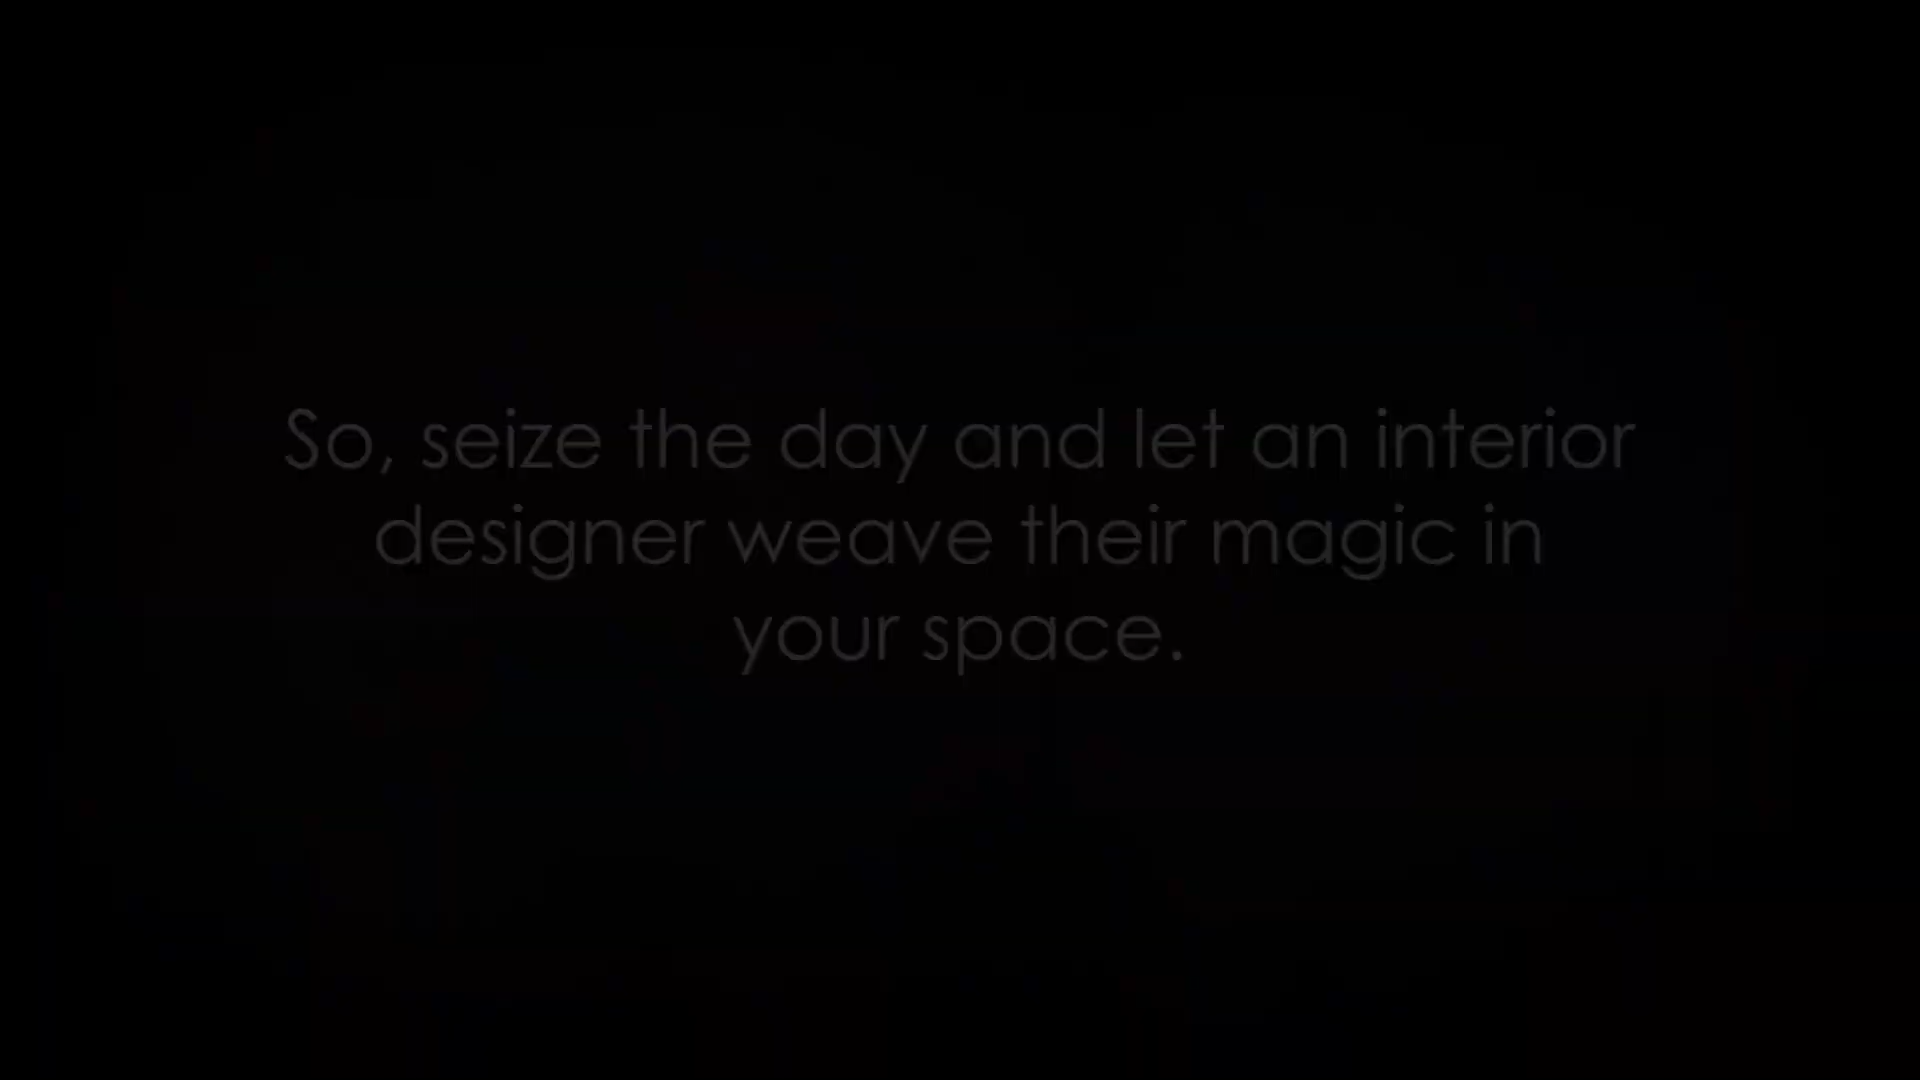 So, seize the day and let an interior
designer weave their magic in
your space.